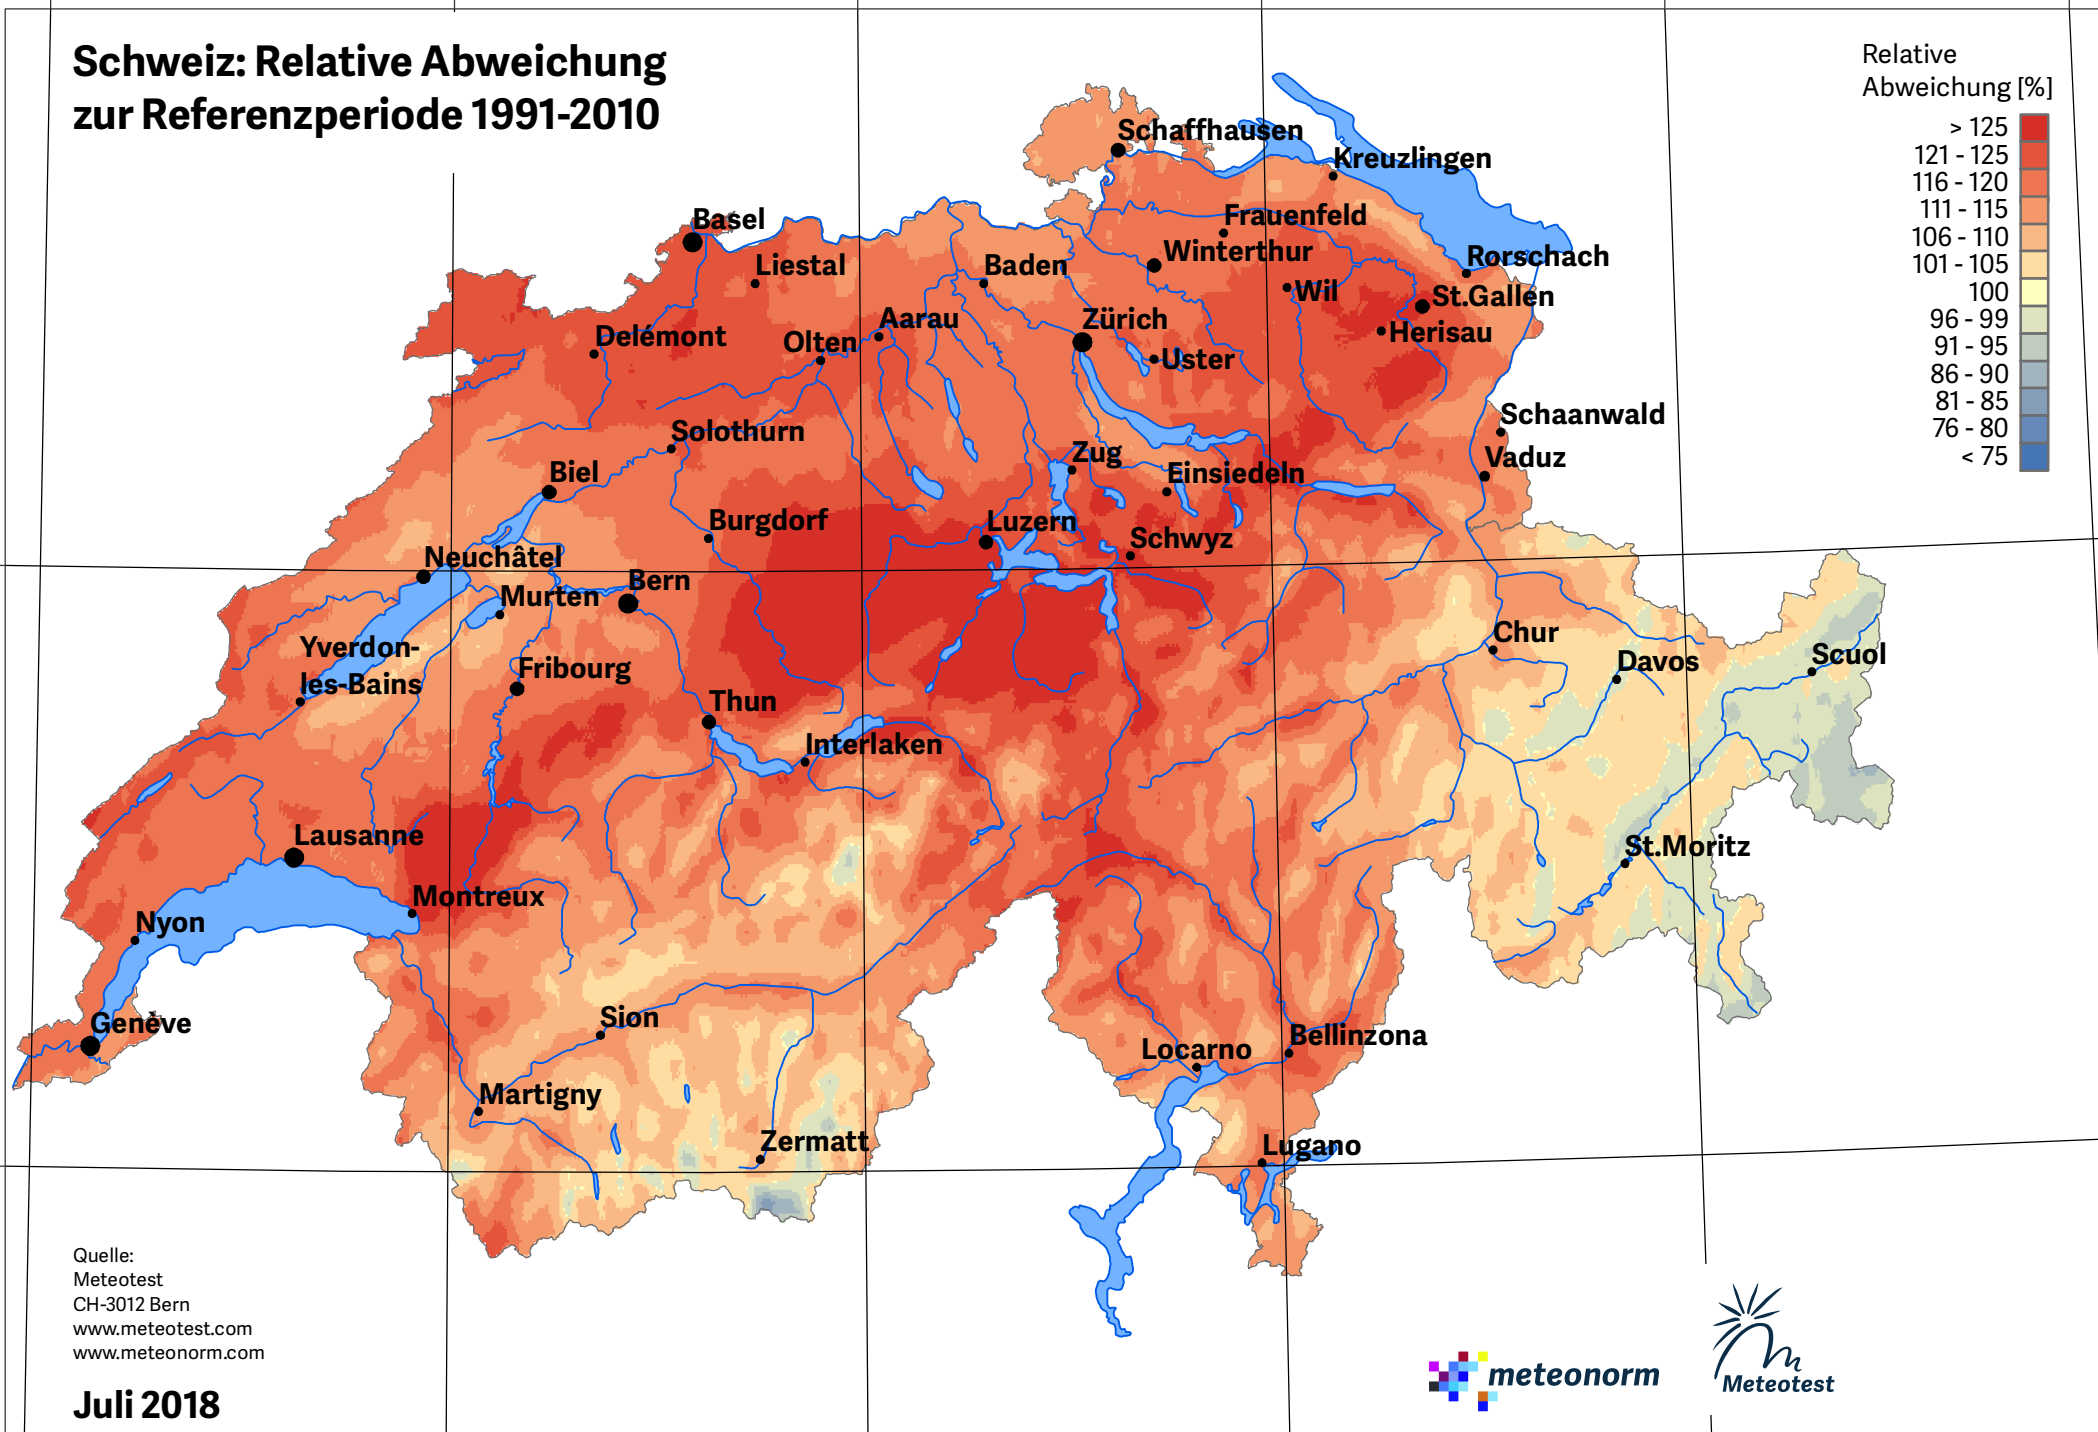 Schweiz: Relative Abweichung
zur Referenzperiode 1991-2010
Relative
Abweichung [%]
> 125
121 - 125
116 - 120
111 - 115
106 - 110
101 - 105
100
96 - 99
91 - 95
86 - 90
81 - 85
76 - 80
< 75
Schaffhausen
Kreuzlingen
Basel
Frauenfeld
Liestal
Baden
Winterthur
Rorschach
Wil
St.Gallen
Delémont
Olten
Aarau
Zürich
Herisau
Uster
Solothurn
Schaanwald
Biel
Zug
Einsiedeln
Vaduz
Burgdorf
Luzern
Schwyz
Neuchâtel
Bern
Murten
Yverdon-
les-Bains
Fribourg
Chur
Davos
Scuol
Thun
Interlaken
Lausanne
St.Moritz
Montreux
Nyon
Genève
Sion
Bellinzona
Locarno
Martigny
Zermatt
Lugano
Quelle:
Meteotest
CH-3012 Bern
www.meteotest.com
www.meteonorm.com
Juli 2018
meteonorm
Meteotest